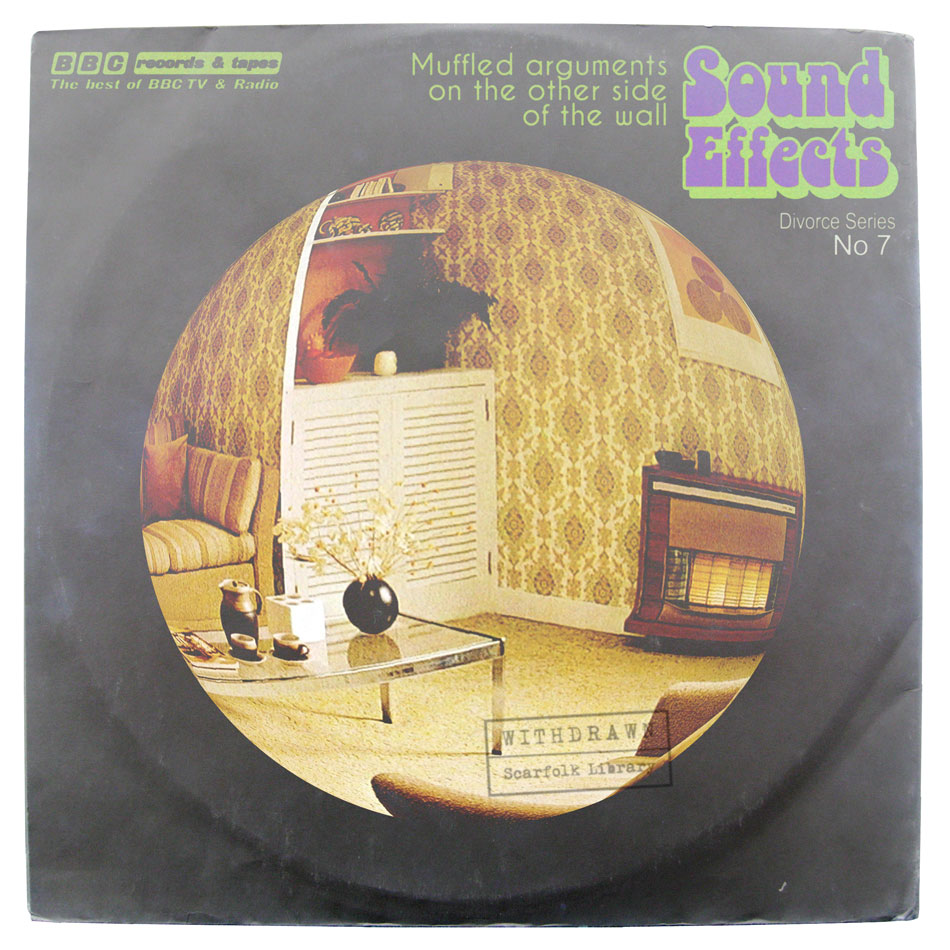 BBC records & tapes
The best of BBC TV & Radio
Muffled arguments
on the other side
of the wall
Sound
Effects
Divorce Series
No 7
WITHDRAWN
Scarfolk Library